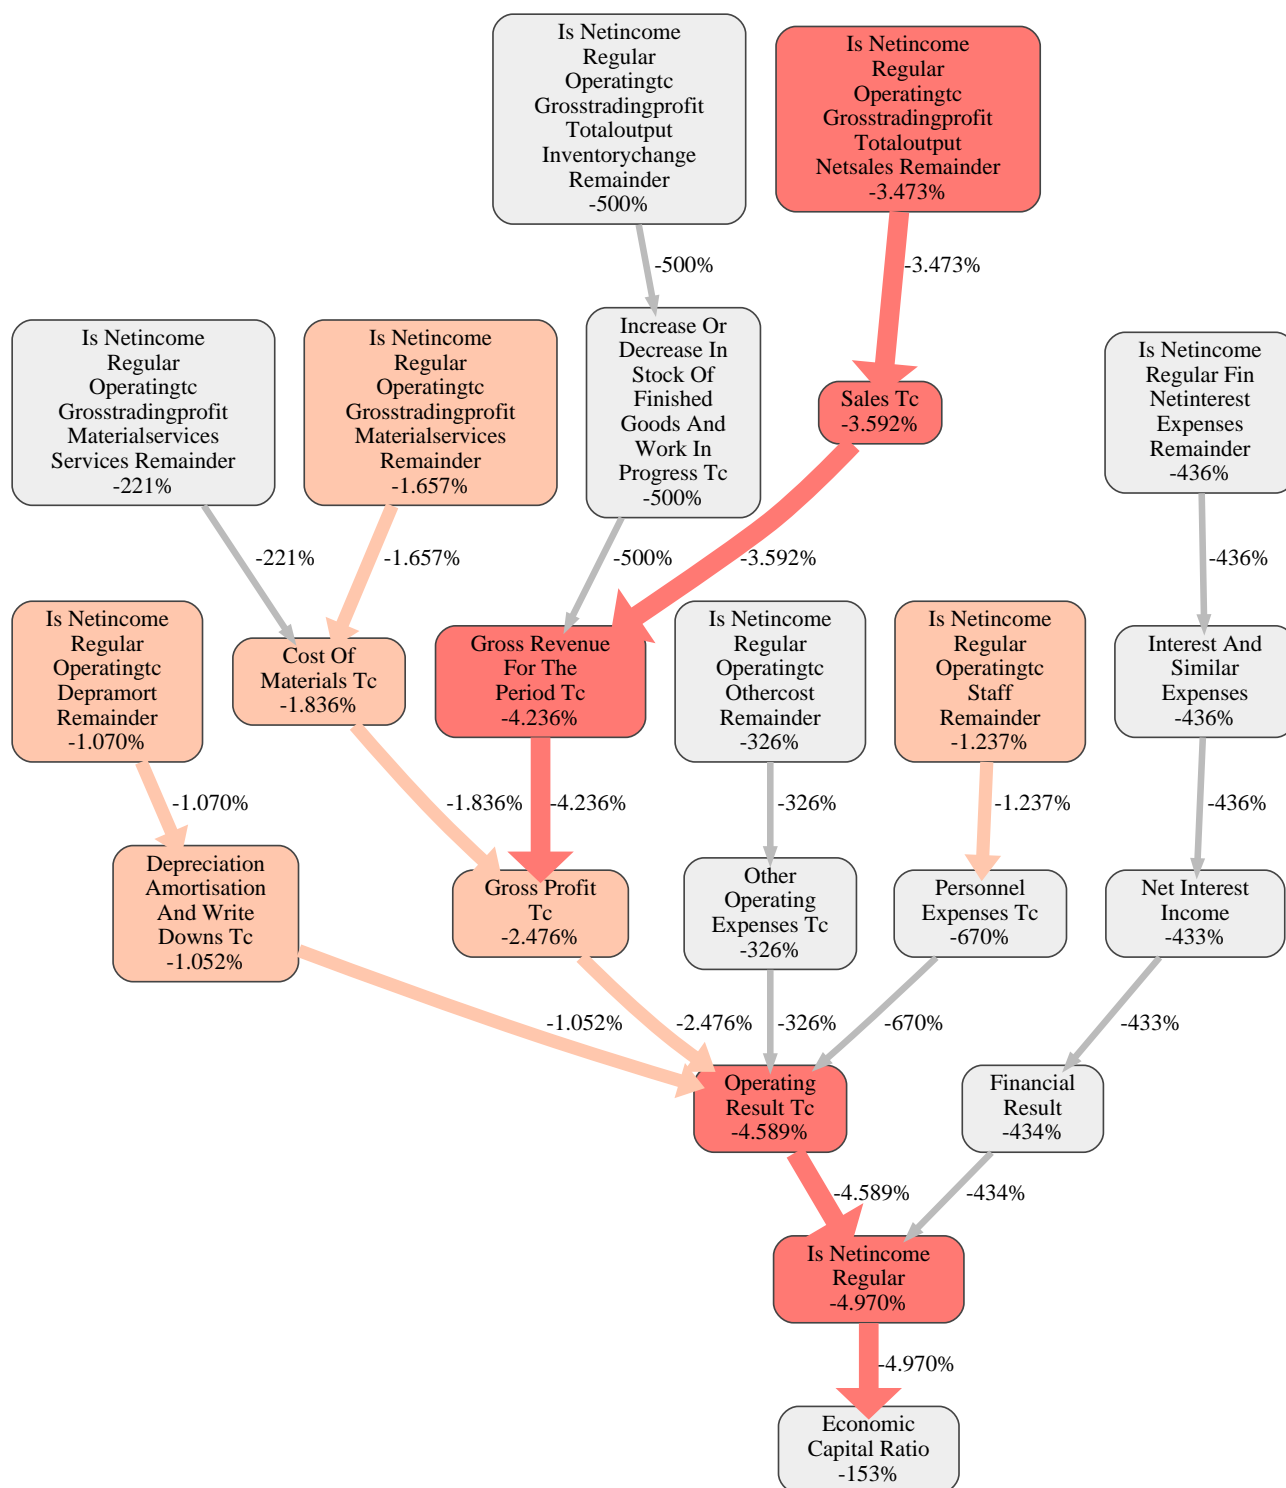 Is Netincome
Regular
Operatingtc
Grosstradingprofit
Totaloutput
Inventorychange
Remainder
-500%
Is Netincome
Regular
Operatingtc
Grosstradingprofit
Totaloutput
Netsales Remainder
-3.473%
-500%
-3.473%
Is Netincome
Regular
Operatingtc
Grosstradingprofit
Materialservices
Services Remainder
-221%
Is Netincome
Regular
Operatingtc
Grosstradingprofit
Materialservices
Remainder
-1.657%
Increase Or
Decrease In
Stock Of
Finished
Goods And
Work In
Progress Tc
-500%
Sales Tc
-3.592%
Is Netincome
Regular Fin
Netinterest
Expenses
Remainder
-436%
-221%
-1.657%
-500%
-3.592%
-436%
Is Netincome
Regular
Operatingtc
Depramort
Remainder
-1.070%
Cost Of
Materials Tc
-1.836%
Gross Revenue
For The
Period Tc
-4.236%
Is Netincome
Regular
Operatingtc
Othercost
Remainder
-326%
Is Netincome
Regular
Operatingtc
Staff
Remainder
-1.237%
Interest And
Similar
Expenses
-436%
-1.070%
-1.836%
-4.236%
-326%
-1.237%
-436%
Depreciation
Amortisation
And Write
Downs Tc
-1.052%
Gross Profit
Tc
-2.476%
Other
Operating
Expenses Tc
-326%
Personnel
Expenses Tc
-670%
Net Interest
Income
-433%
-1.052%
-2.476%
-326%
-670%
-433%
Operating
Result Tc
-4.589%
Financial
Result
-434%
-4.589%
-434%
Is Netincome
Regular
-4.970%
-4.970%
Economic
Capital Ratio
-153%